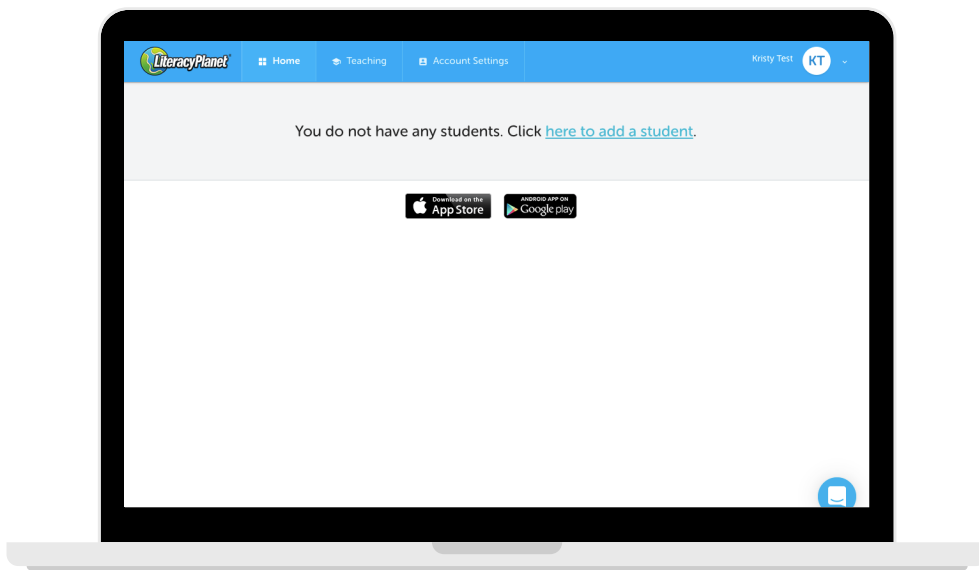 LiteracyPlanet
Home
Teaching
Account Settings
Kristy Test
KT
You do not have any students. Click here to add a student.
Download on the
App Store
ANDROID APP ON
Google play